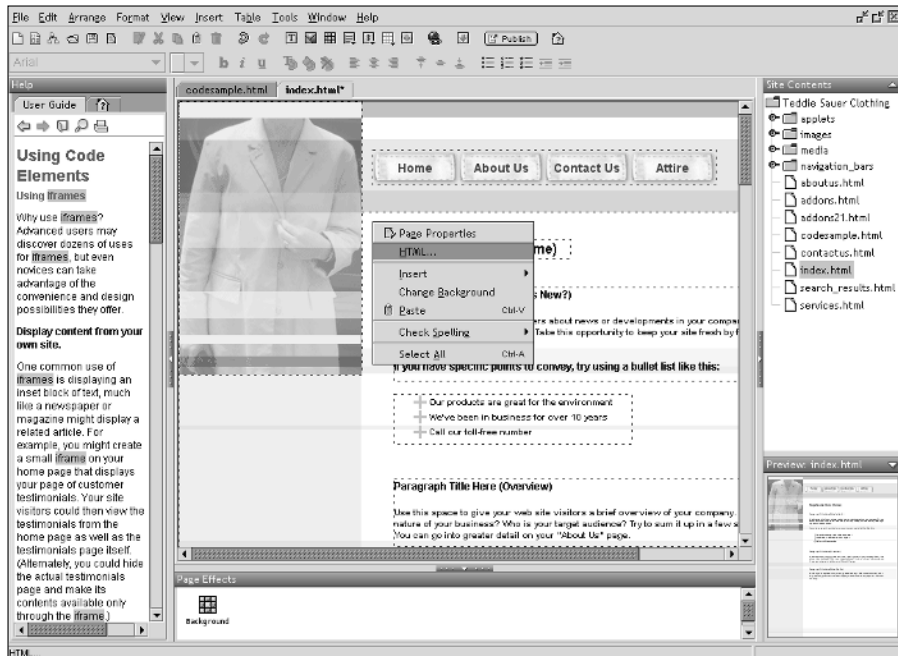 File Edit Arrange Format View Insert Table Tools Window Help
Publish
Arial
b i u
Help
User Guide
Using Code
Elements
Using iframes
Why use iframes?
Advanced users may
discover dozens of uses
for iframes, but even
novices can take
advantage of the
convenience and design
possibilities they offer.
Display content from your
own site.
One common use of
iframes is displaying an
inset block of text, much
like a newspaper or
magazine might display a
related article. For
example, you might create
a small iframe on your
home page that displays
your page of customer
testimonials. Your site
visitors could then view the
testimonials from the
home page as well as the
testimonials page itself.
(Alternately, you could hide
the actual testimonials
page and make its
contents available only
through the iframe.)
codesample.html index.html*
Home About Us Contact Us Attire
me)
s New?)
rs about news or developments in your compan
Take this opportunity to keep your site fresh by f
If you have specific points to convey, try using a bullet list like this:
Our products are great for the environment
We've been in business for over 10 years
Call our toll-free number
Paragraph Title Here (Overview)
Use this space to give your web site visitors a brief overview of your company.
nature of your business? Who is your target audience? Try to sum it up in a few s
You can go into greater detail on your "About Us" page.
Page Properties
HTML...
Insert
Change Background
Paste Ctrl-V
Check Spelling
Select All Ctrl-A
Page Effects
Background
Site Contents
Teddie Sauer Clothing
applets
images
media
navigation_bars
aboutus.html
addons.html
addons21.html
codesample.html
contactus.html
index.html
search_results.html
services.html
Preview: index.html
HTML...